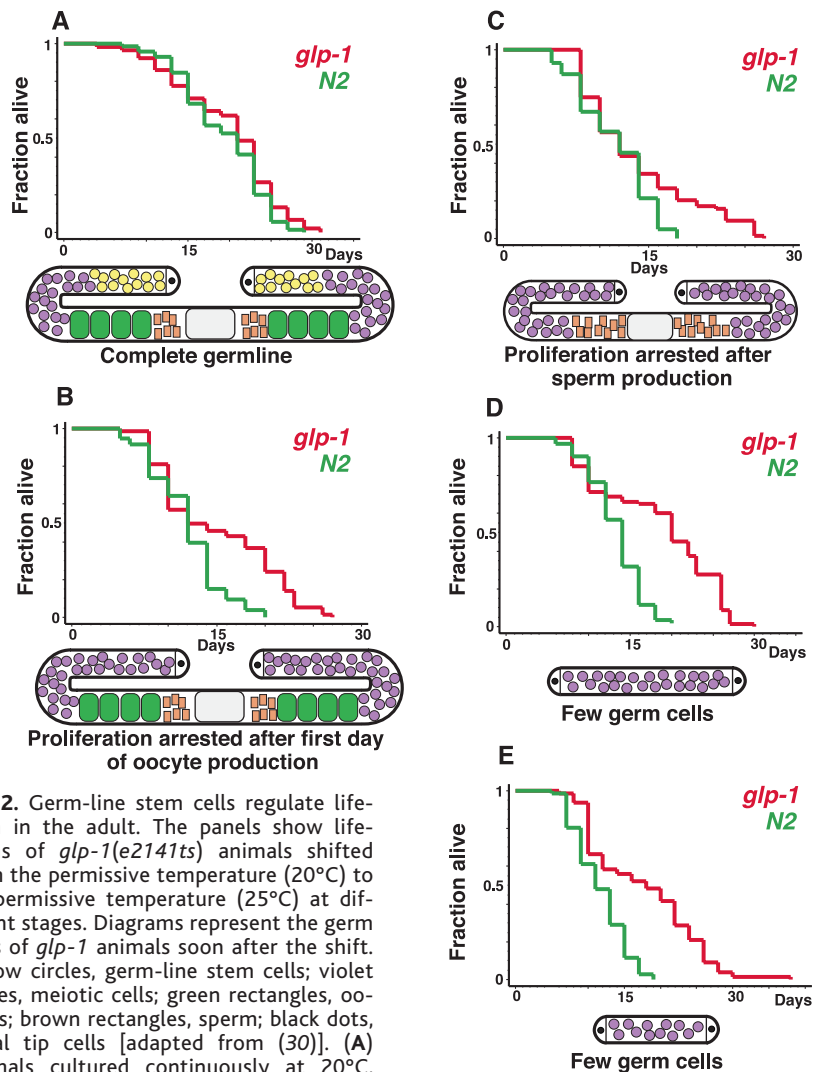 A
glp-1
N2
Fraction alive
1
0.5
0
0
15
30
Days
Complete germline
B
glp-1
N2
Fraction alive
1
0.5
0
0
15
30
Days
Proliferation arrested after first day
of oocyte production
2. Germ-line stem cells regulate life-
in the adult. The panels show life-
of glp-1(e2141ts) animals shifted
the permissive temperature (20°C) to
permissive temperature (25°C) at dif-
stages. Diagrams represent the germ
of glp-1 animals soon after the shift.
circles, germ-line stem cells; violet
meiotic cells; green rectangles, oo-
brown rectangles, sperm; black dots,
tip cells [adapted from (30)]. (A)
cultured continuously at 20°C.
C
glp-1
N2
Fraction alive
1
0.5
0
0
15
30
Days
Proliferation arrested after
sperm production
D
glp-1
N2
Fraction alive
1
0.5
0
0
15
30
Days
Few germ cells
E
glp-1
N2
Fraction alive
1
0.5
0
0
15
30
Days
Few germ cells